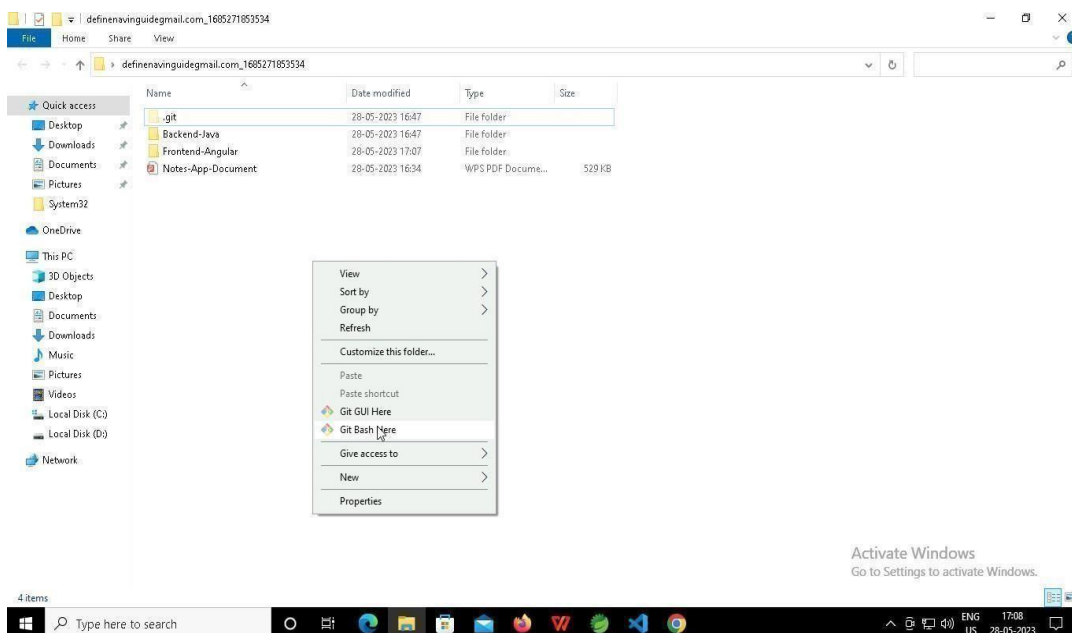 definenavinguidegmail.com_1685271853534
File Home Share View
definenavinguidegmail.com_1685271853534
Name Date modified Type Size
Quick access
Desktop
Downloads
Documents
Pictures
System32
OneDrive
This PC
3D Objects
Desktop
Documents
Downloads
Music
Pictures
Videos
Local Disk (C:)
Local Disk (D:)
Network
.git 28-05-2023 16:47 File folder
Backend-Java 28-05-2023 16:47 File folder
Frontend-Angular 28-05-2023 17:07 File folder
Notes-App-Document 28-05-2023 16:34 WPS PDF Docume... 529 KB
View
Sort by
Group by
Refresh
Customize this folder...
Paste
Paste shortcut
Git GUI Here
Git Bash Here
Give access to
New
Properties
Activate Windows
Go to Settings to activate Windows.
4 items
Type here to search
ENG 17:08
US 28-05-2023